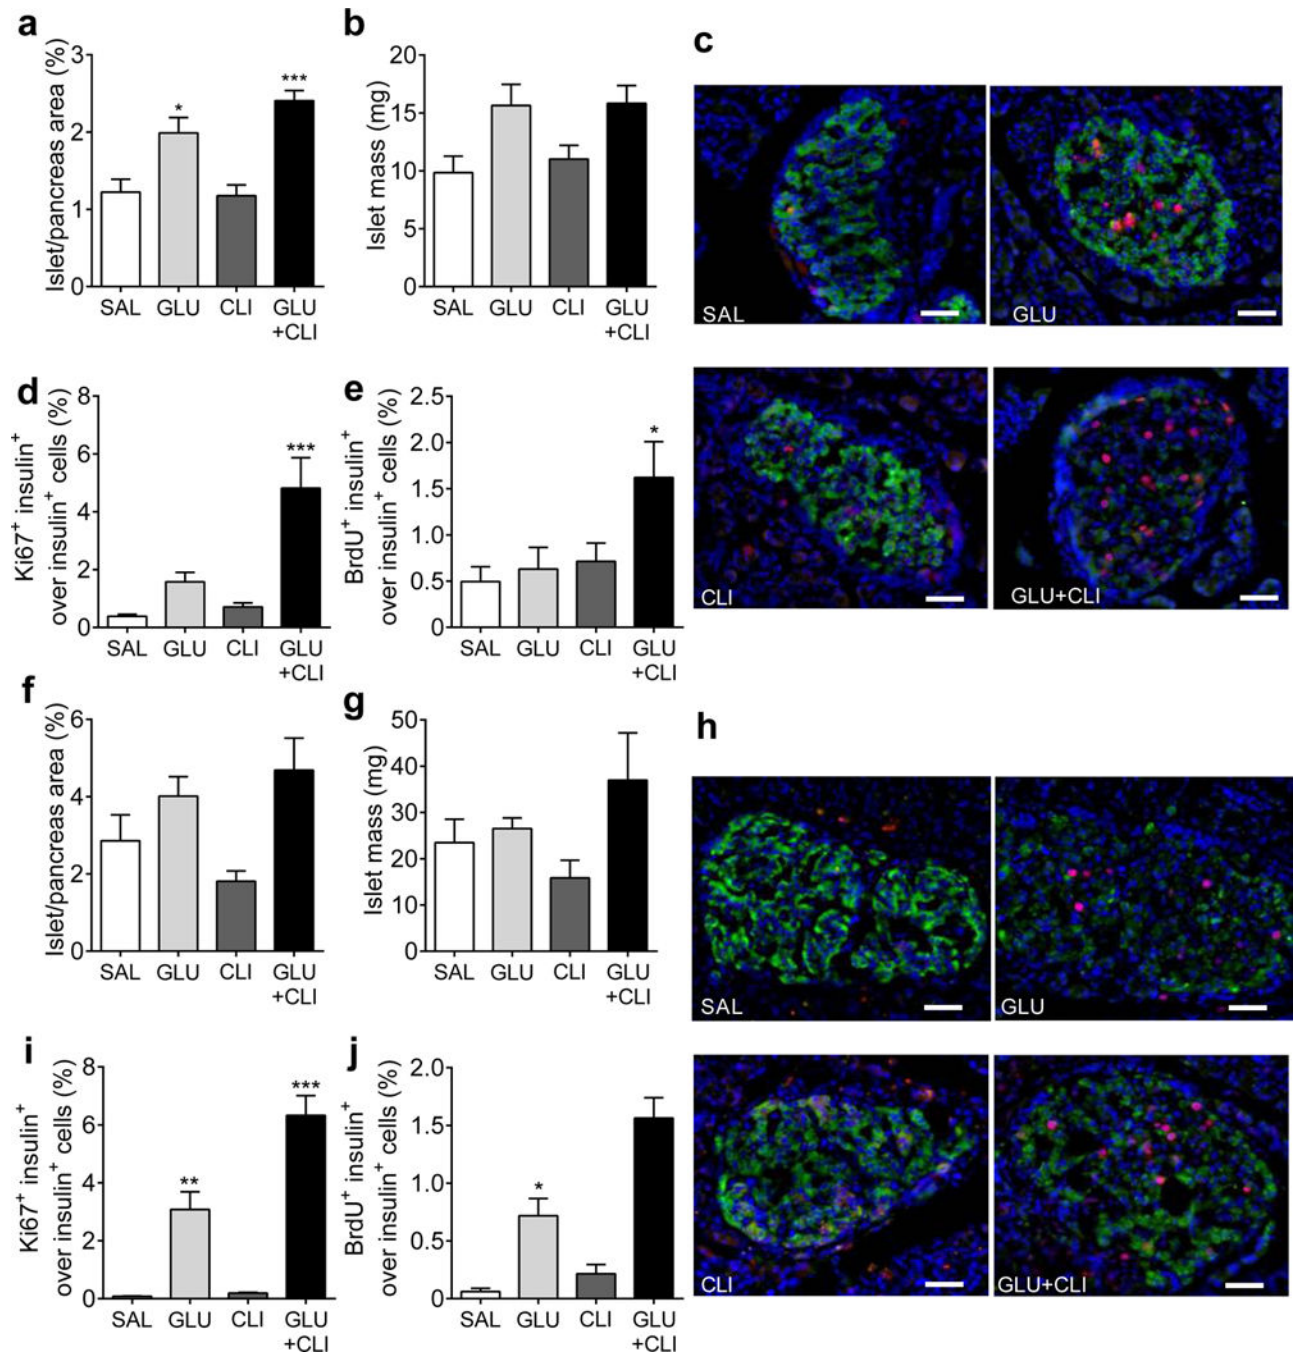 a
Islet/pancreas area (%)
3
2
1
0
SAL
GLU
CLI
GLU
+CLI
*
***
b
Islet mass (mg)
20
15
10
5
0
SAL
GLU
CLI
GLU
+CLI
c
SAL
GLU
CLI
GLU+CLI
d
Ki67⁺ insulin⁺
over insulin⁺ cells (%)
8
6
4
2
0
SAL
GLU
CLI
GLU
+CLI
***
e
BrdU⁺ insulin⁺
over insulin⁺ cells (%)
2.5
2.0
1.5
1.0
0.5
0.0
SAL
GLU
CLI
GLU
+CLI
*
f
Islet/pancreas area (%)
6
4
2
0
SAL
GLU
CLI
GLU
+CLI
g
Islet mass (mg)
50
40
30
20
10
0
SAL
GLU
CLI
GLU
+CLI
h
SAL
GLU
CLI
GLU+CLI
i
Ki67⁺ insulin⁺
over insulin⁺ cells (%)
8
6
4
2
0
SAL
GLU
CLI
GLU
+CLI
**
***
j
BrdU⁺ insulin⁺
over insulin⁺ cells (%)
2.0
1.5
1.0
0.5
0.0
SAL
GLU
CLI
GLU
+CLI
*